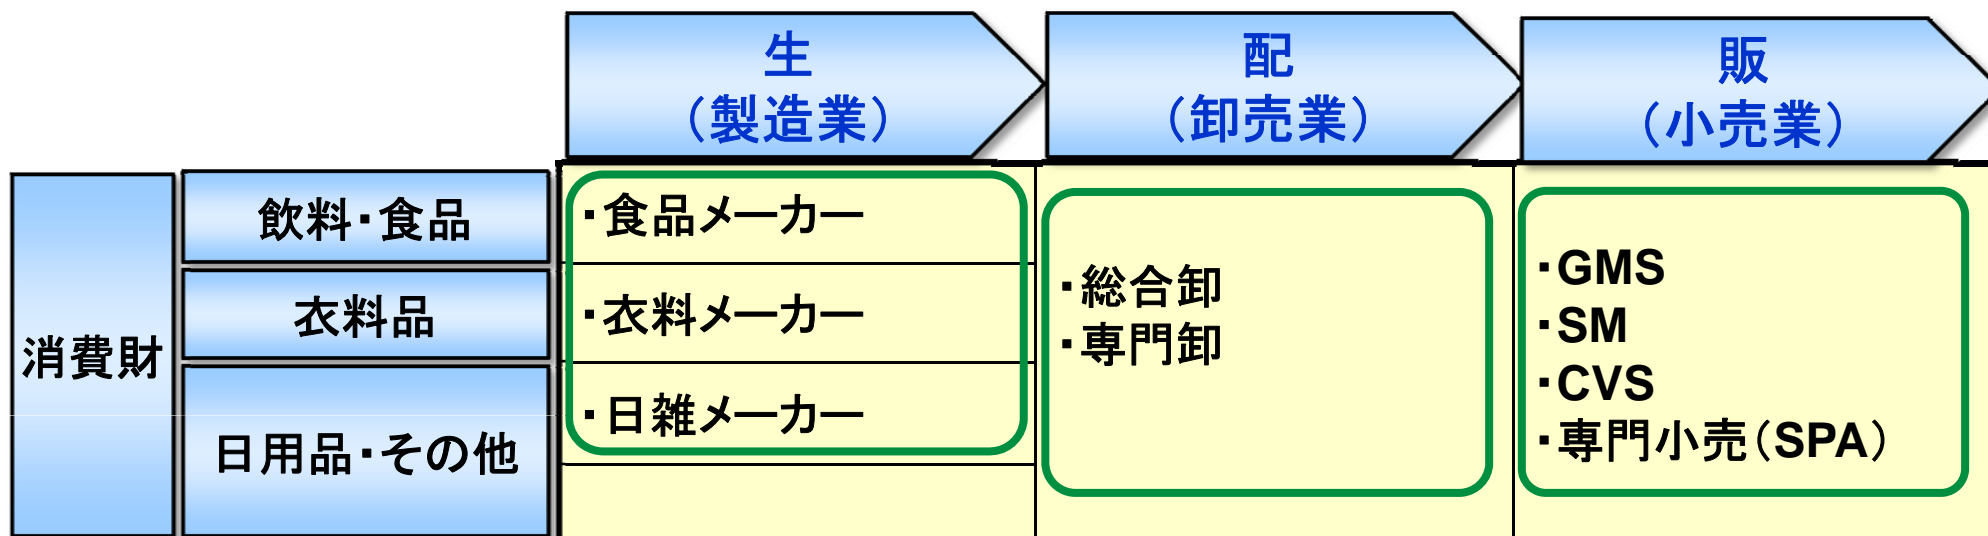 生
（製造業）
配
（卸売業）
販
（小売業）
消費財
飲料・食品
・食品メーカー
衣料品
・衣料メーカー
日用品・その他
・日雑メーカー
・総合卸
・専門卸
・GMS
・SM
・CVS
・専門小売（SPA）